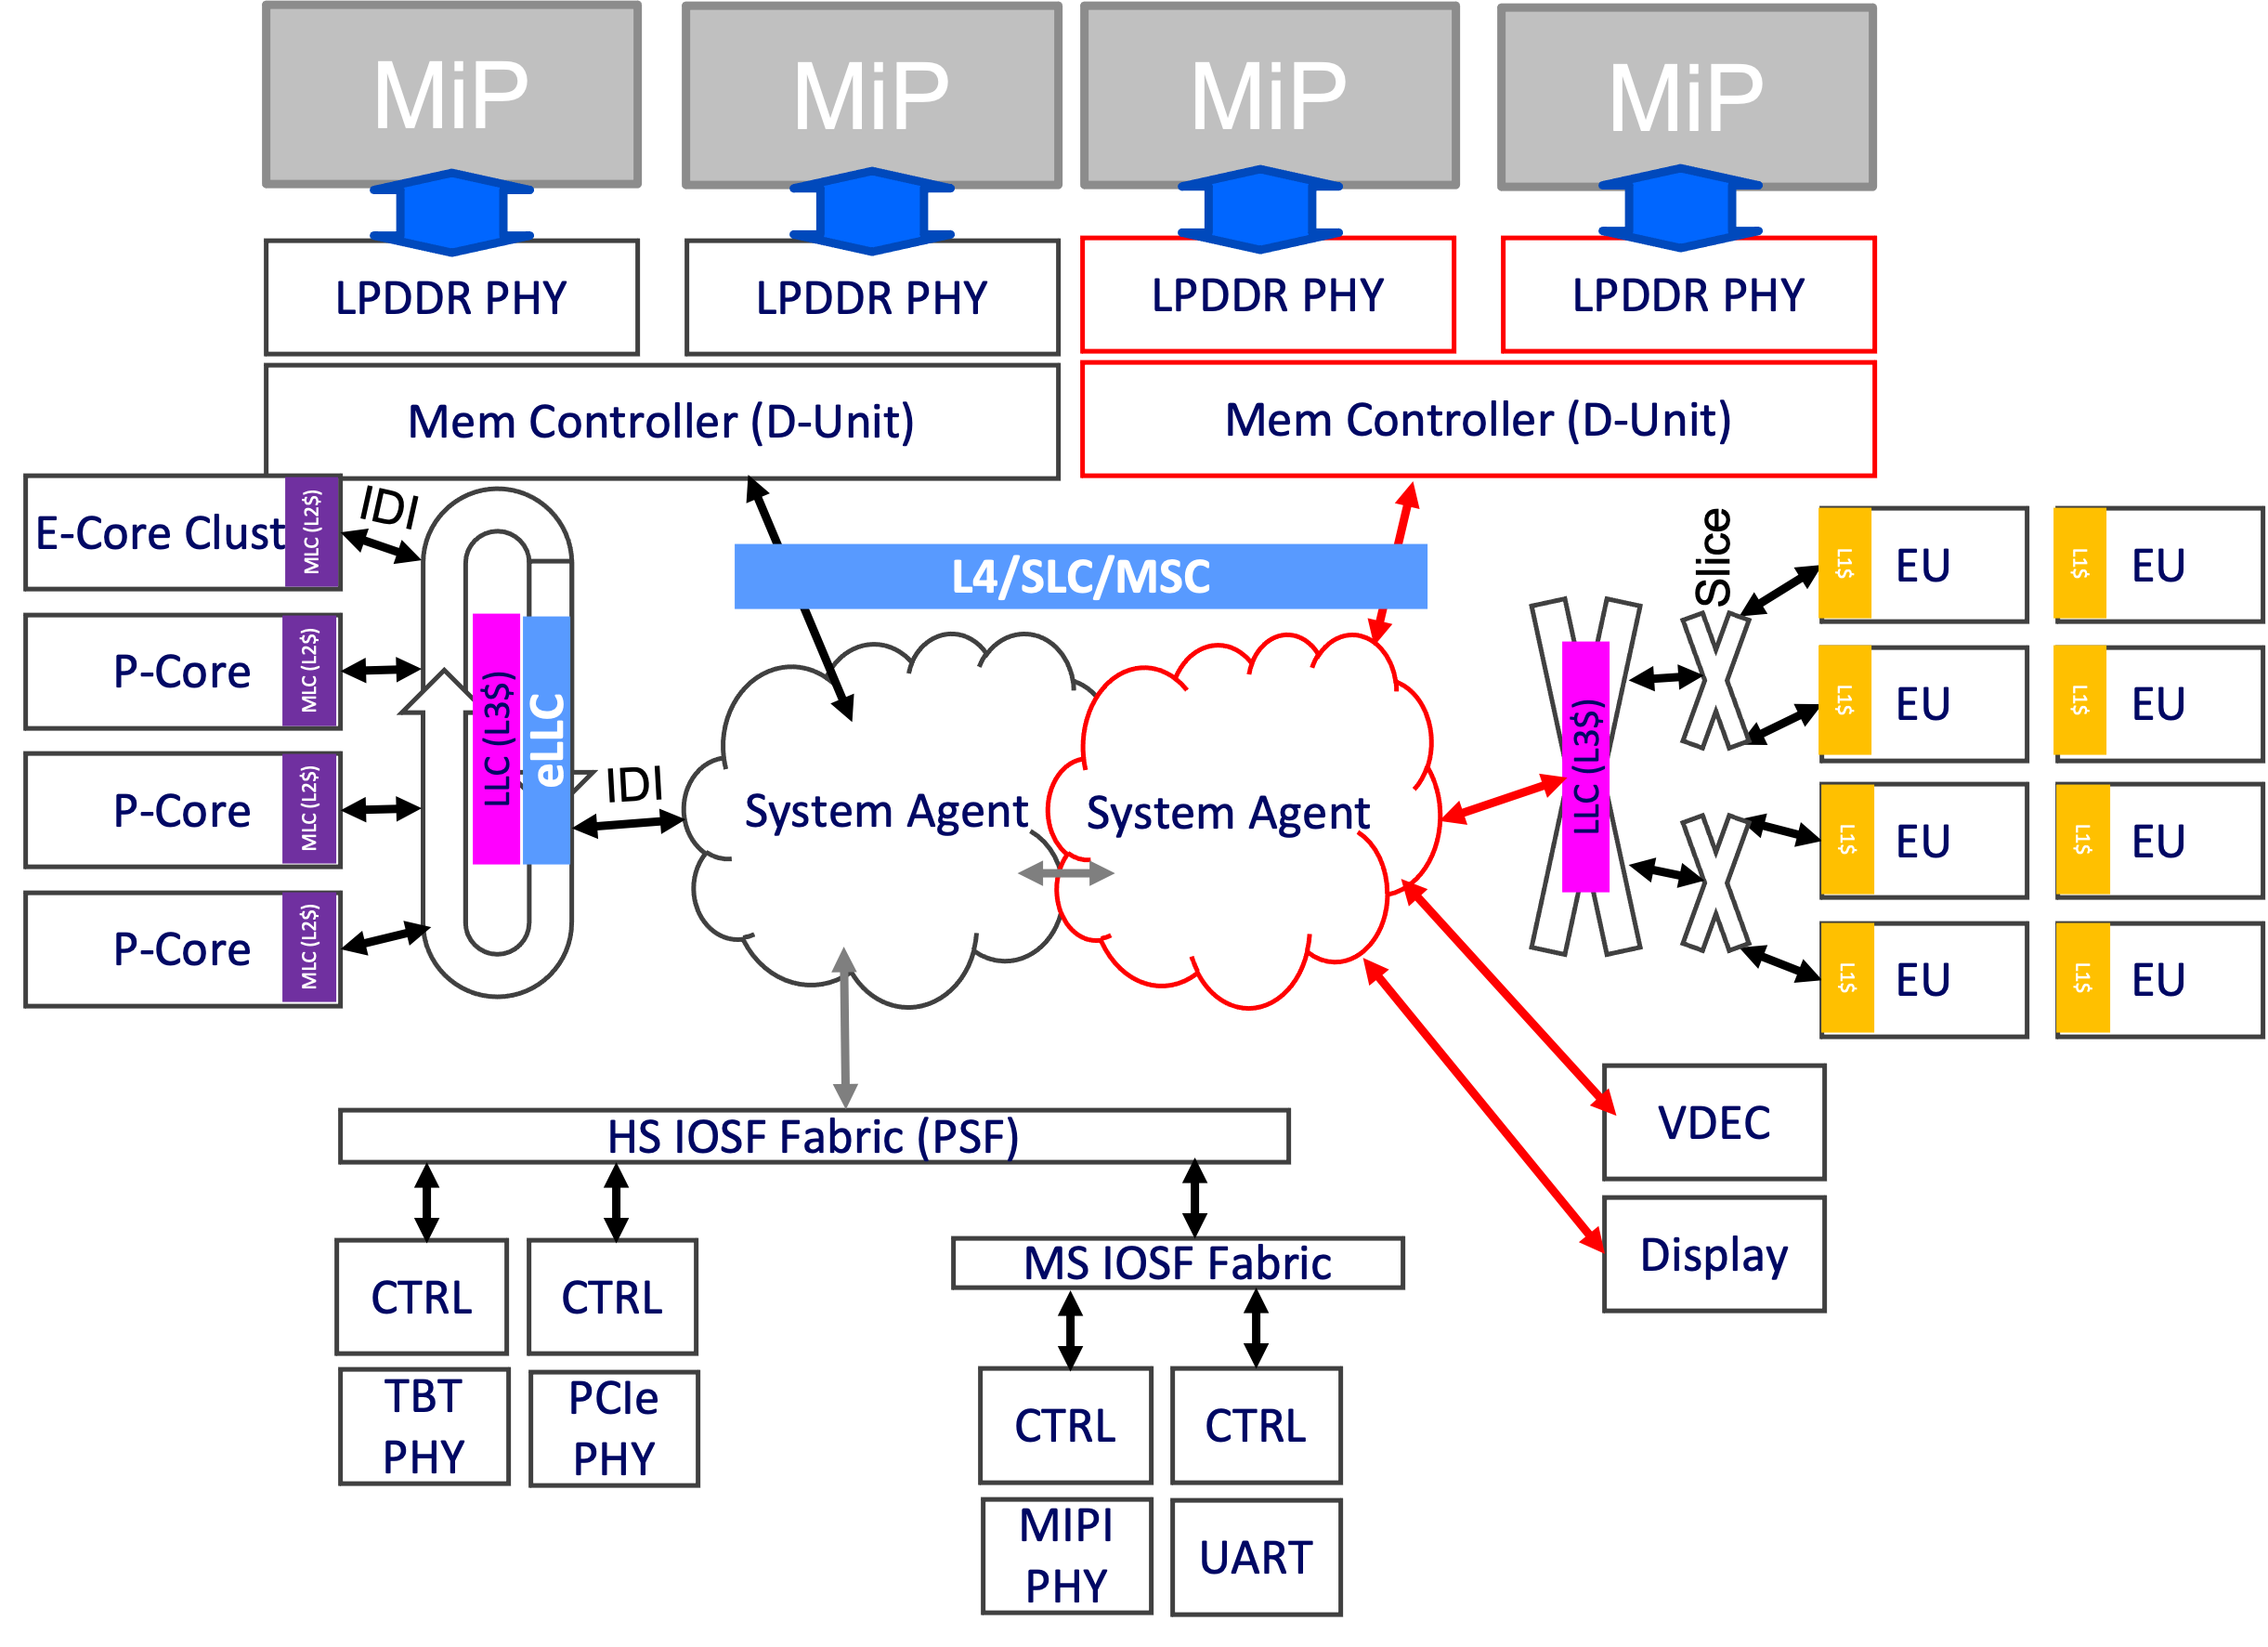 MiP
MiP
MiP
MiP
LPDDR PHY
LPDDR PHY
LPDDR PHY
LPDDR PHY
Mem Controller (D-Unit)
Mem Controller (D-Unit)
E-Core Clust
MLC (L2$)
IDI
P-Core
MLC (L2$)
P-Core
MLC (L2$)
P-Core
MLC (L2$)
LLC (L3$)
eLLC
IDI
L4/SLC/MSC
System Agent
System Agent
LLC (L3$)
Slice
L1$
EU
L1$
EU
L1$
EU
L1$
EU
L1$
EU
L1$
EU
L1$
EU
L1$
EU
VDEC
Display
HS IOSF Fabric (PSF)
CTRL
CTRL
TBT
PHY
PCIe
PHY
MS IOSF Fabric
CTRL
CTRL
MIPI
PHY
UART